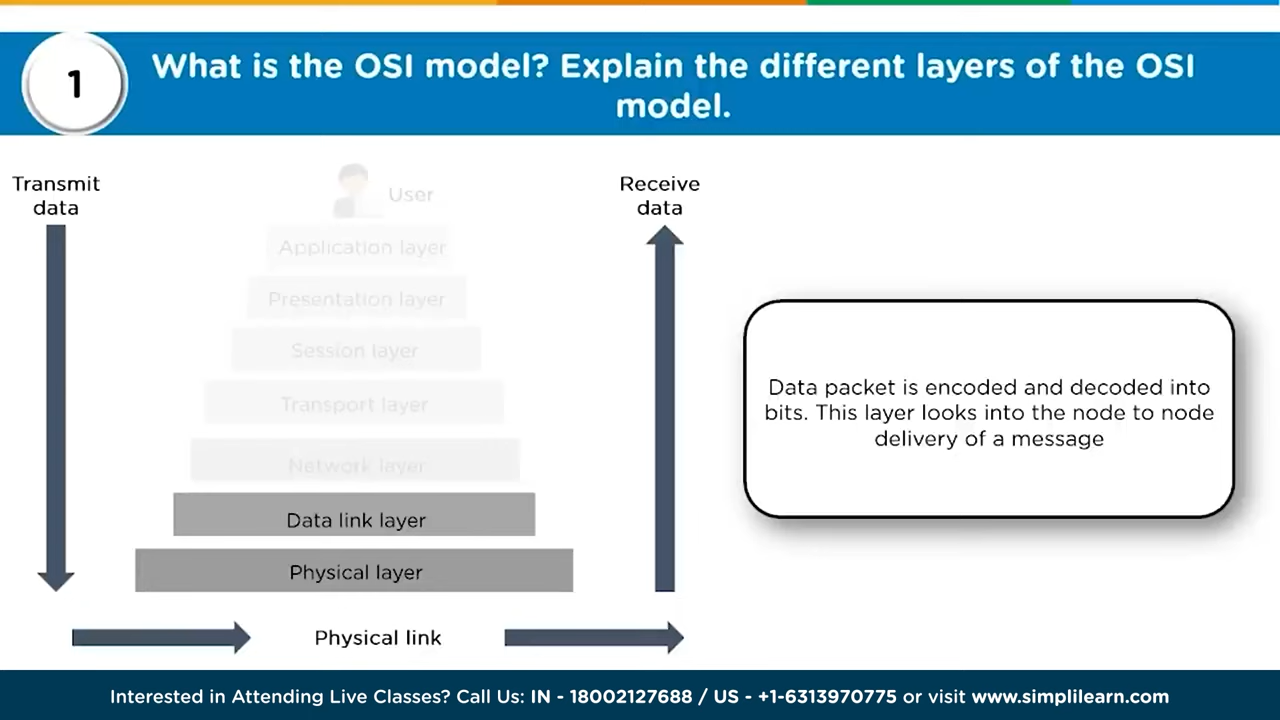 1
What is the OSI model? Explain the different layers of the OSI
model.
Transmit
data
User
Application layer
Presentation layer
Session layer
Transport layer
Network layer
Data link layer
Physical layer
Physical link
Receive
data
Data packet is encoded and decoded into
bits. This layer looks into the node to node
delivery of a message
Interested in Attending Live Classes? Call Us: IN - 18002127688 / US - +1-6313970775 or visit www.simplilearn.com